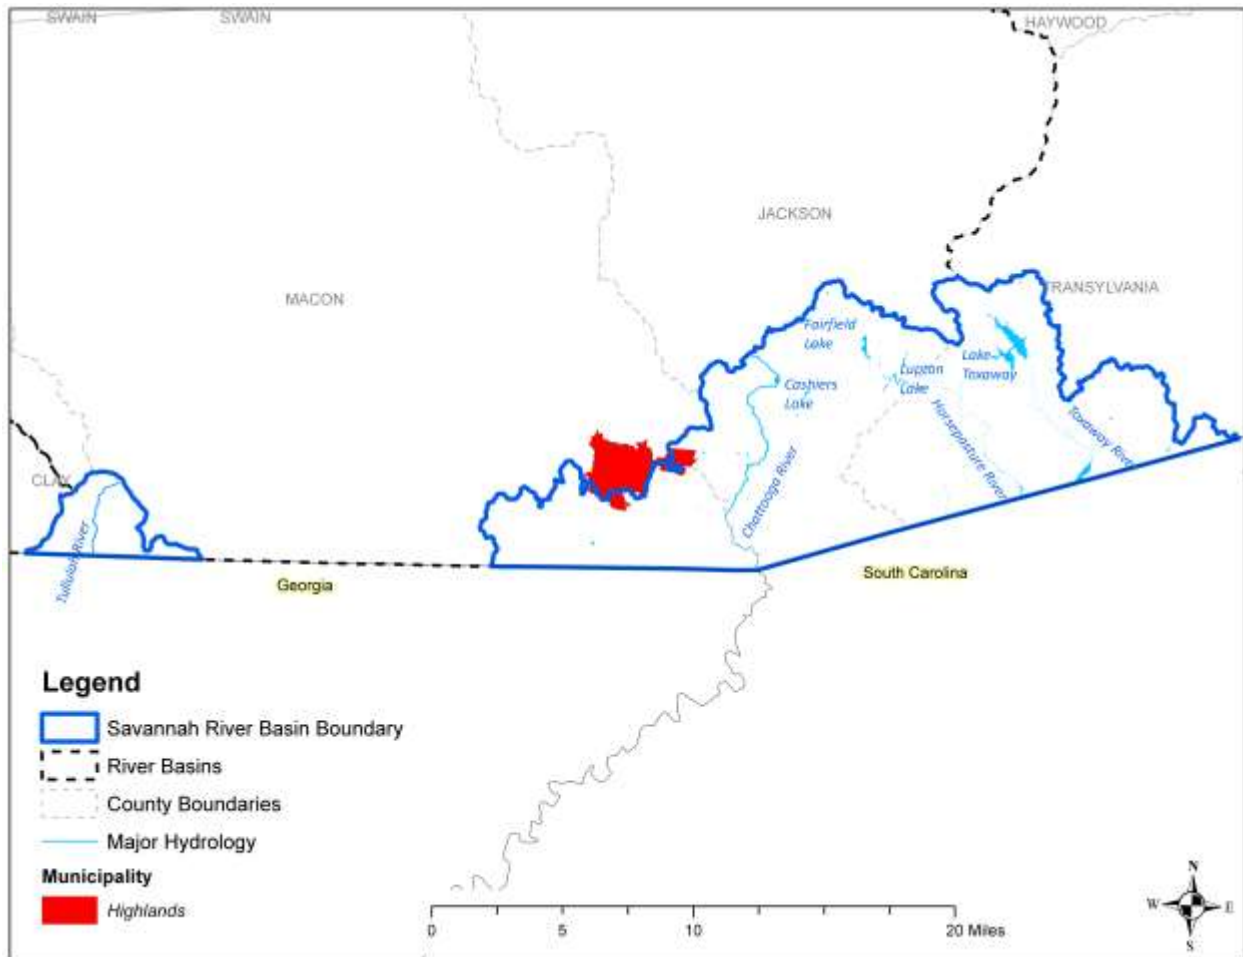 SWAIN
SWAIN
HAYWOOD
JACKSON
MACON
TRANSYLVANIA
Fairfield
Lake
Lupton
Lake
Lake
Toxaway
Cashiers
Lake
Horsepasture River
Toxaway River
Chattooga River
CLAY
Tullulah River
Georgia
South Carolina
Legend
Savannah River Basin Boundary
River Basins
County Boundaries
Major Hydrology
Municipality
Highlands
0 5 10 20 Miles
N
W E
S